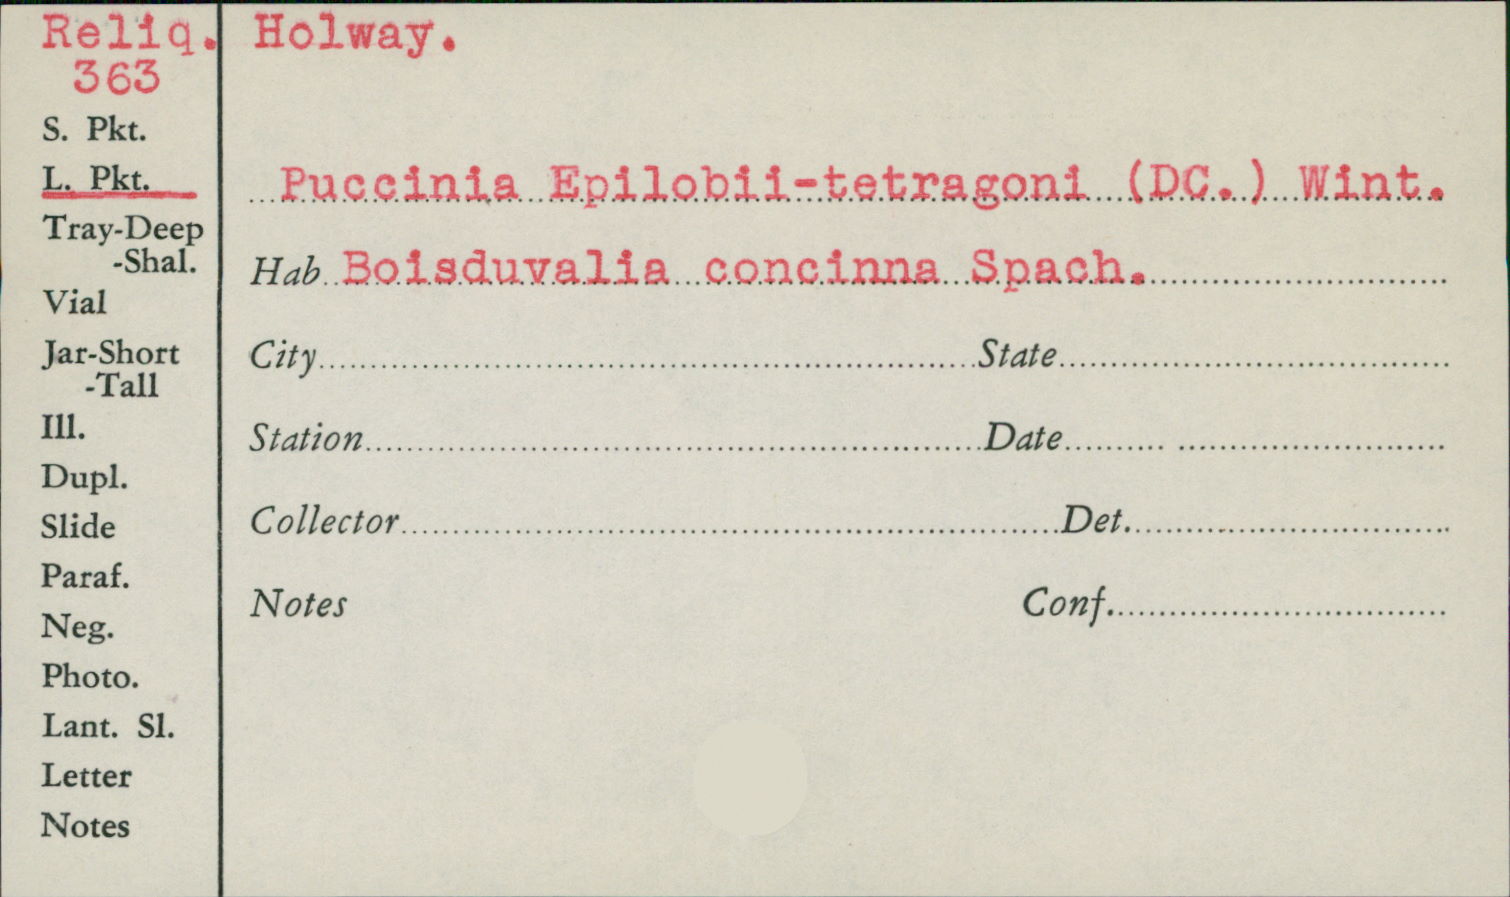 Reliq. Holway.
363
S. Pkt.
L. Pkt.
Puccinia Epilobii-tetragoni (DC.) Wint.
Tray-Deep
-Shal.
Hab Boisduvalia concinna Spach.
Vial
Jar-Short
-Tall
City State
Ill.
Station Date
Dupl.
Slide
Collector Det.
Paraf.
Notes Conf.
Neg.
Photo.
Lant. Sl.
Letter
Notes